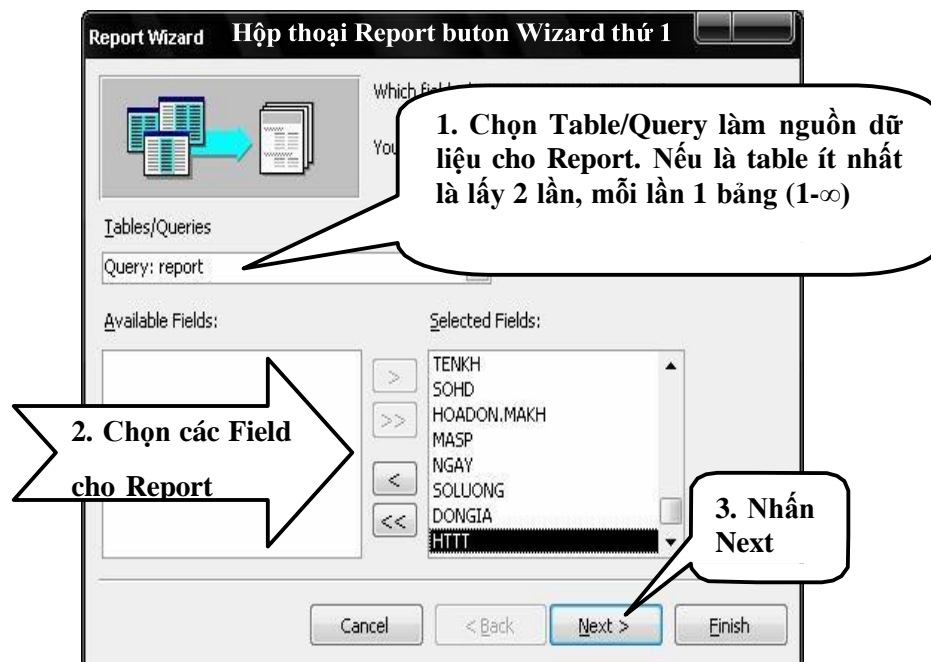 Report Wizard
Hộp thoại Report buton Wizard thứ 1
Which
You
1. Chọn Table/Query làm nguồn dữ
liệu cho Report. Nếu là table ít nhất
là lấy 2 lần, mỗi lần 1 bảng (1-∞)
Tables/Queries
Query: report
Available Fields:
Selected Fields:
TENKH
SOHD
HOADON.MAKH
MASP
NGAY
SOLUONG
DONGIA
HTTT
>
>>
<
<<
2. Chọn các Field
cho Report
3. Nhấn
Next
Cancel
< Back
Next >
Finish